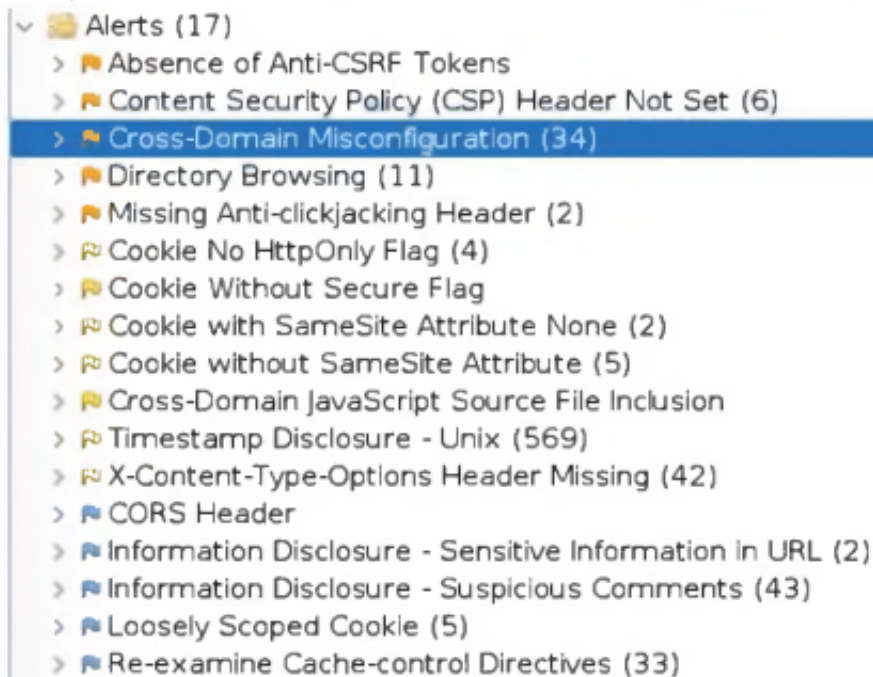 Alerts (17)
Absence of Anti-CSRF Tokens
Content Security Policy (CSP) Header Not Set (6)
Cross-Domain Misconfiguration (34)
Directory Browsing (11)
Missing Anti-clickjacking Header (2)
Cookie No HttpOnly Flag (4)
Cookie Without Secure Flag
Cookie with SameSite Attribute None (2)
Cookie without SameSite Attribute (5)
Cross-Domain JavaScript Source File Inclusion
Timestamp Disclosure - Unix (569)
X-Content-Type-Options Header Missing (42)
CORS Header
Information Disclosure - Sensitive Information in URL (2)
Information Disclosure - Suspicious Comments (43)
Loosely Scoped Cookie (5)
Re-examine Cache-control Directives (33)